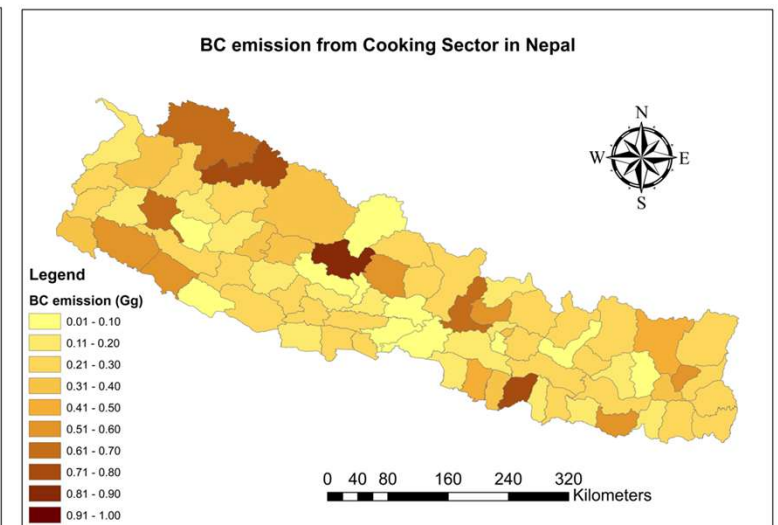 BC emission from Cooking Sector in Nepal
N
W E
S
Legend
BC emission (Gg)
0.01 - 0.10
0.11 - 0.20
0.21 - 0.30
0.31 - 0.40
0.41 - 0.50
0.51 - 0.60
0.61 - 0.70
0.71 - 0.80
0.81 - 0.90
0.91 - 1.00
0 40 80 160 240 320
Kilometers